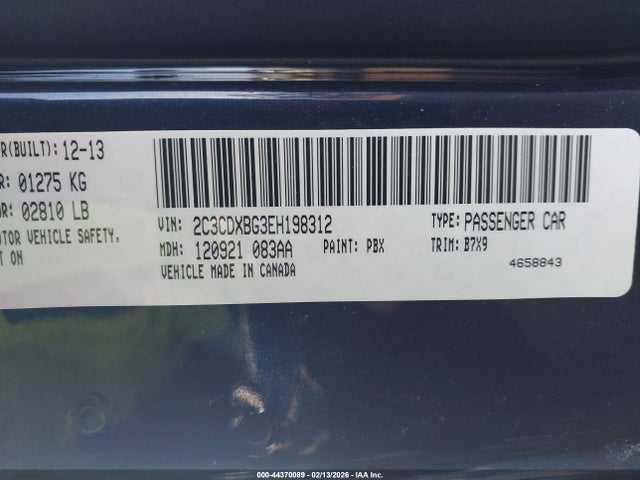 R(BUILT): 12-13
R: 01275 KG
R: 02810 LB
TOR VEHICLE SAFETY,
T ON
VIN: 2C3CDXBG3EH198312
TYPE: PASSENGER CAR
MDH: 120921 083AA
PAINT: PBX
TRIM: B7X9
VEHICLE MADE IN CANADA
4658843
000-44370089 - 02/13/2026 - IAA Inc.